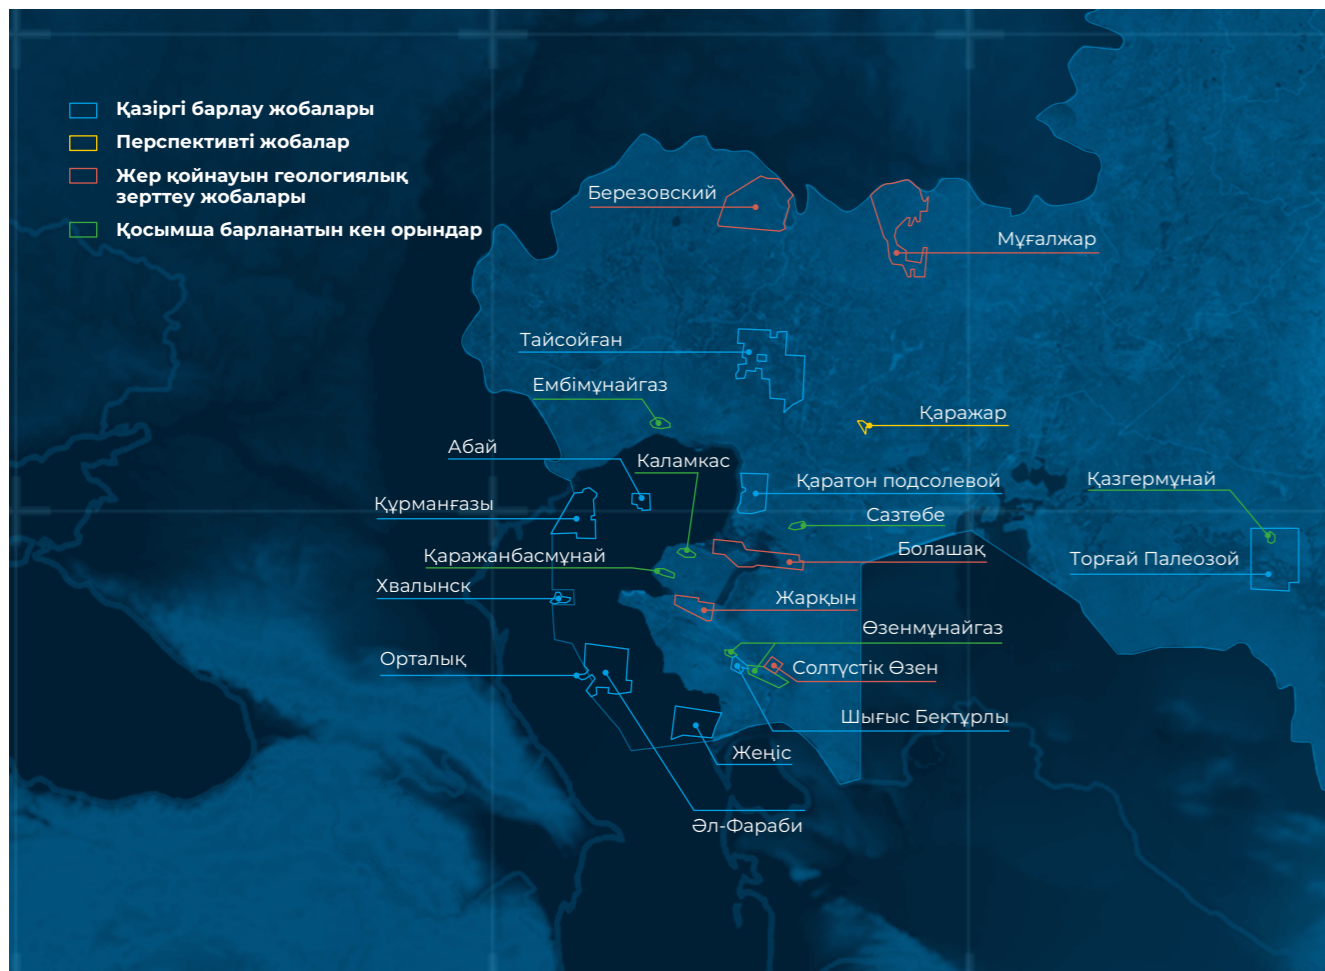 Қазіргі барлау жобалары
Перспективті жобалар
Жер қойнауын геологиялық
зерттеу жобалары
Қосымша барланатын кен орындар
Березовский
Мұғалжар
Тайсойған
Ембімұнайгаз
Қаражар
Абай
Каламкас
Қаратон подсолевой
Қазгермұнай
Құрманғазы
Сазтөбе
Болашақ
Қаражанбасмұнай
Торғай Палеозой
Хвалынск
Жарқын
Өзенмұнайгаз
Орталық
Солтүстік Өзен
Шығыс Бектұрлы
Жеңіс
Әл-Фараби